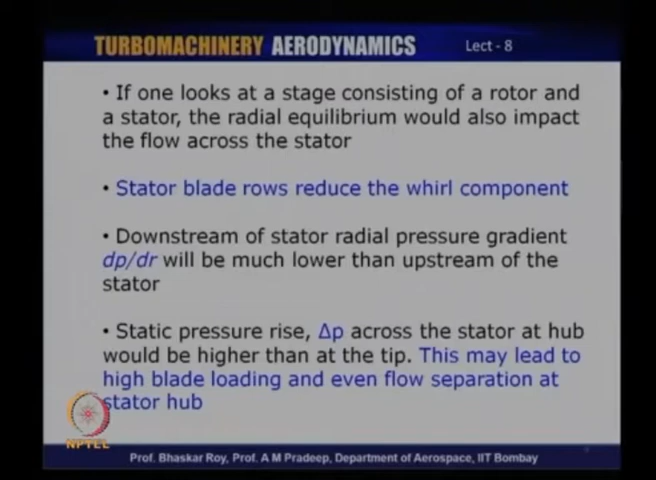 TURBOMACHINERY AERODYNAMICS Lect - 8
• If one looks at a stage consisting of a rotor and
a stator, the radial equilibrium would also impact
the flow across the stator
• Stator blade rows reduce the whirl component
• Downstream of stator radial pressure gradient
dp/dr will be much lower than upstream of the
stator
• Static pressure rise, Δp across the stator at hub
would be higher than at the tip. This may lead to
high blade loading and even flow separation at
stator hub
NPTEL
Prof. Bhaskar Roy, Prof. A M Pradeep, Department of Aerospace, IIT Bombay